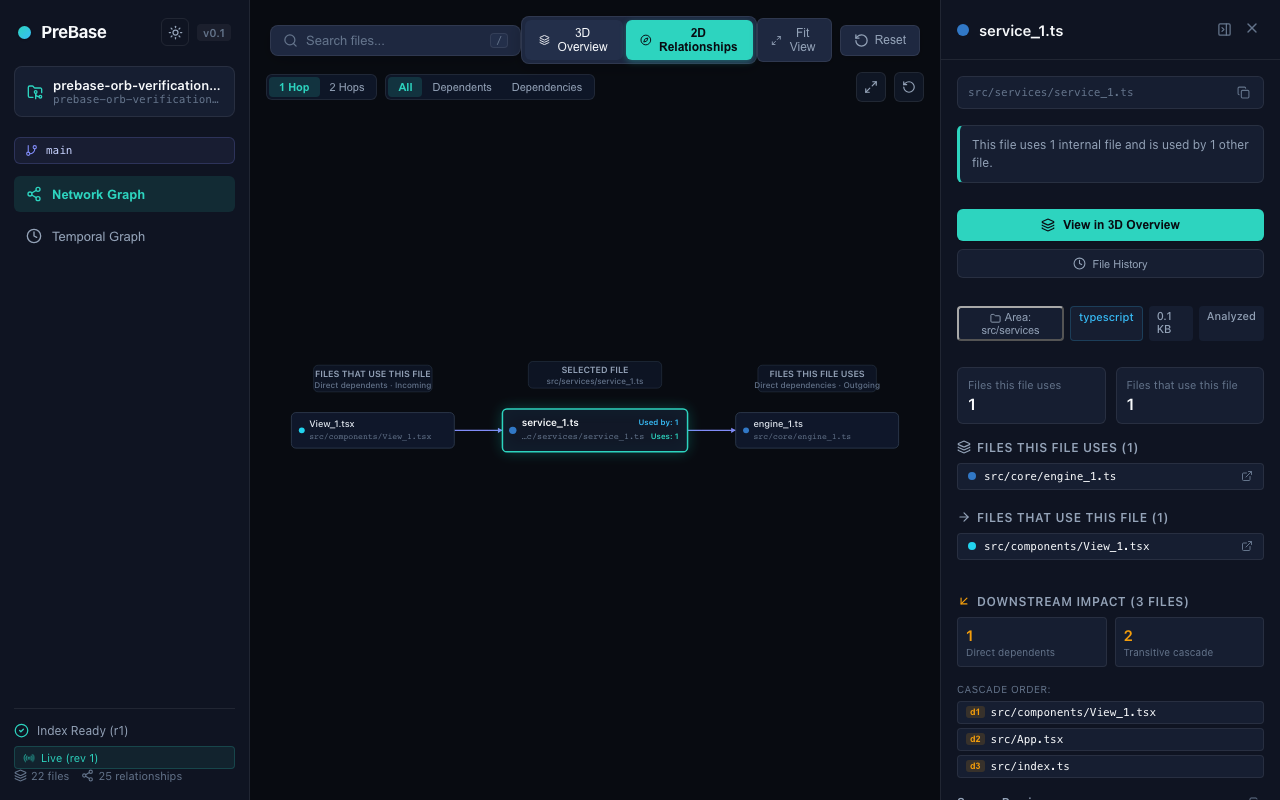 PreBase
v0.1
prebase-orb-verification...
prebase-orb-verification…
main
Network Graph
Temporal Graph
Index Ready (r1)
Live (rev 1)
22 files
25 relationships
Search files...
/
3D
Overview
2D
Relationships
Fit
View
Reset
1 Hop
2 Hops
All
Dependents
Dependencies
FILES THAT USE THIS FILE
Direct dependents · Incoming
SELECTED FILE
src/services/service_1.ts
FILES THIS FILE USES
Direct dependencies · Outgoing
View_1.tsx
src/components/View_1.tsx
service_1.ts
Used by: 1
…c/services/service_1.ts
Uses: 1
engine_1.ts
src/core/engine_1.ts
service_1.ts
src/services/service_1.ts
This file uses 1 internal file and is used by 1 other
file.
View in 3D Overview
File History
Area:
src/services
typescript
0.1
KB
Analyzed
Files this file uses
1
Files that use this file
1
FILES THIS FILE USES (1)
src/core/engine_1.ts
FILES THAT USE THIS FILE (1)
src/components/View_1.tsx
DOWNSTREAM IMPACT (3 FILES)
1
Direct dependents
2
Transitive cascade
CASCADE ORDER:
d1 src/components/View_1.tsx
d2 src/App.tsx
d3 src/index.ts